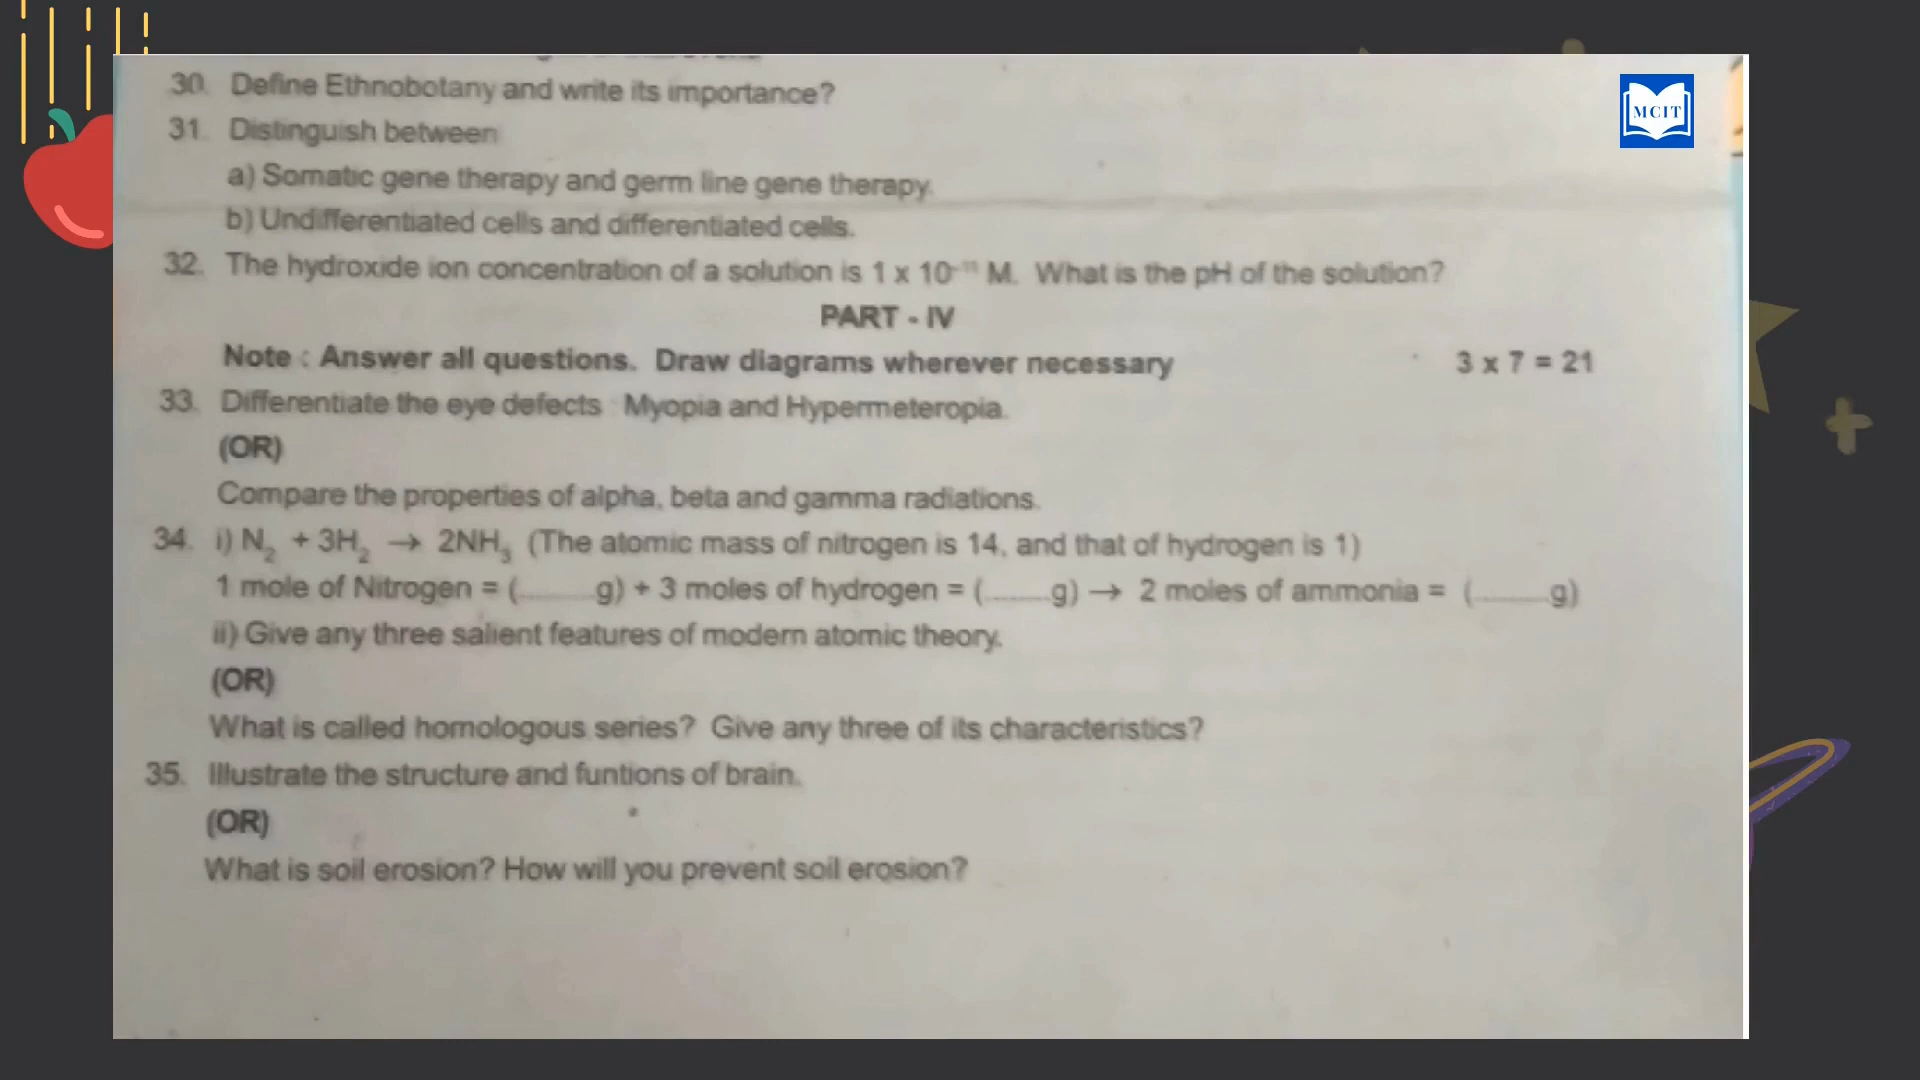 30. Define Ethnobotany and write its importance?
MCIT
31. Distinguish between
a) Somatic gene therapy and germ line gene therapy.
b) Undifferentiated cells and differentiated cells.
32. The hydroxide ion concentration of a solution is 1 x 10⁻¹¹ M. What is the pH of the solution?
PART - IV
Note : Answer all questions. Draw diagrams wherever necessary 3 x 7 = 21
33. Differentiate the eye defects : Myopia and Hypermeteropia.
(OR)
Compare the properties of alpha, beta and gamma radiations.
34. i) N₂ + 3H₂ → 2NH₃ (The atomic mass of nitrogen is 14, and that of hydrogen is 1)
1 mole of Nitrogen = (........g) + 3 moles of hydrogen = (.......g) → 2 moles of ammonia = (........g)
ii) Give any three salient features of modern atomic theory.
(OR)
What is called homologous series? Give any three of its characteristics?
35. Illustrate the structure and funtions of brain.
(OR)
What is soil erosion? How will you prevent soil erosion?